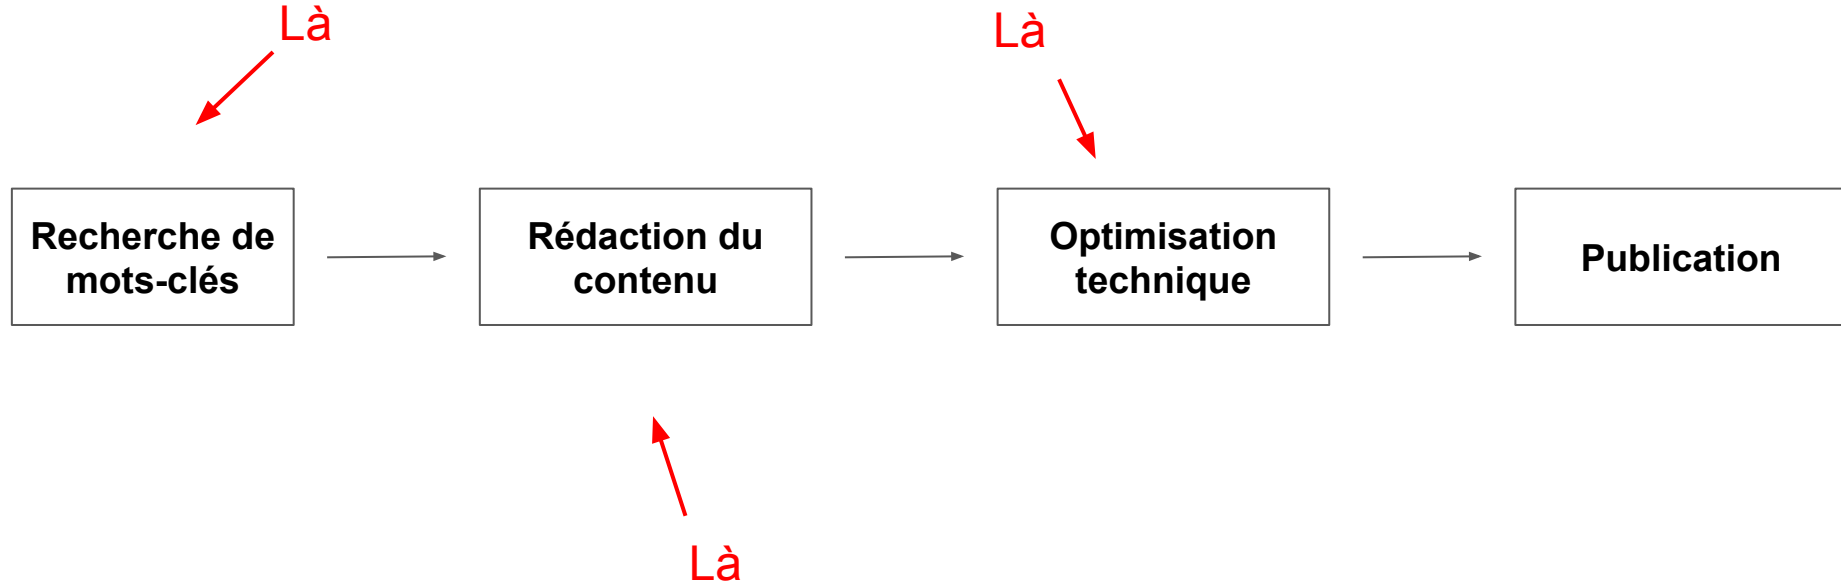 Là
Là
Recherche de
mots-clés
Rédaction du
contenu
Optimisation
technique
Publication
Là